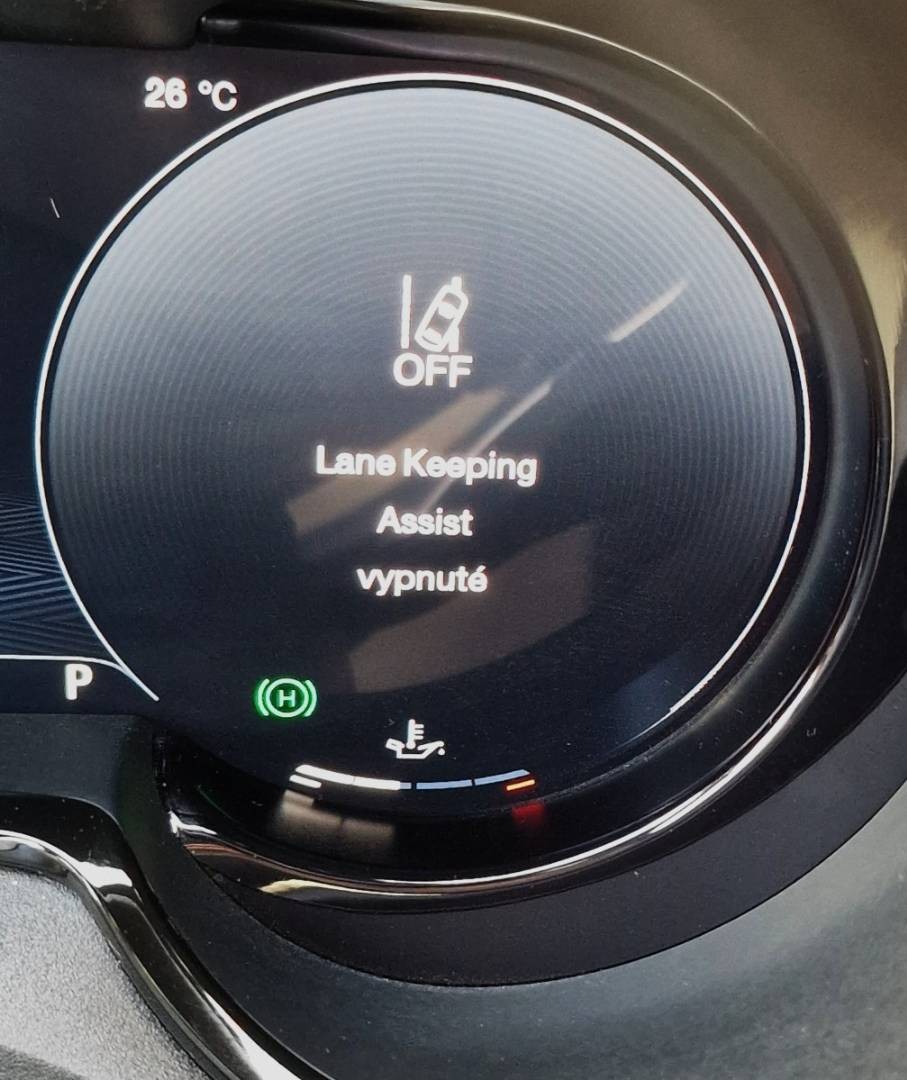 26 °C
OFF
Lane Keeping
Assist
vypnuté
P
H